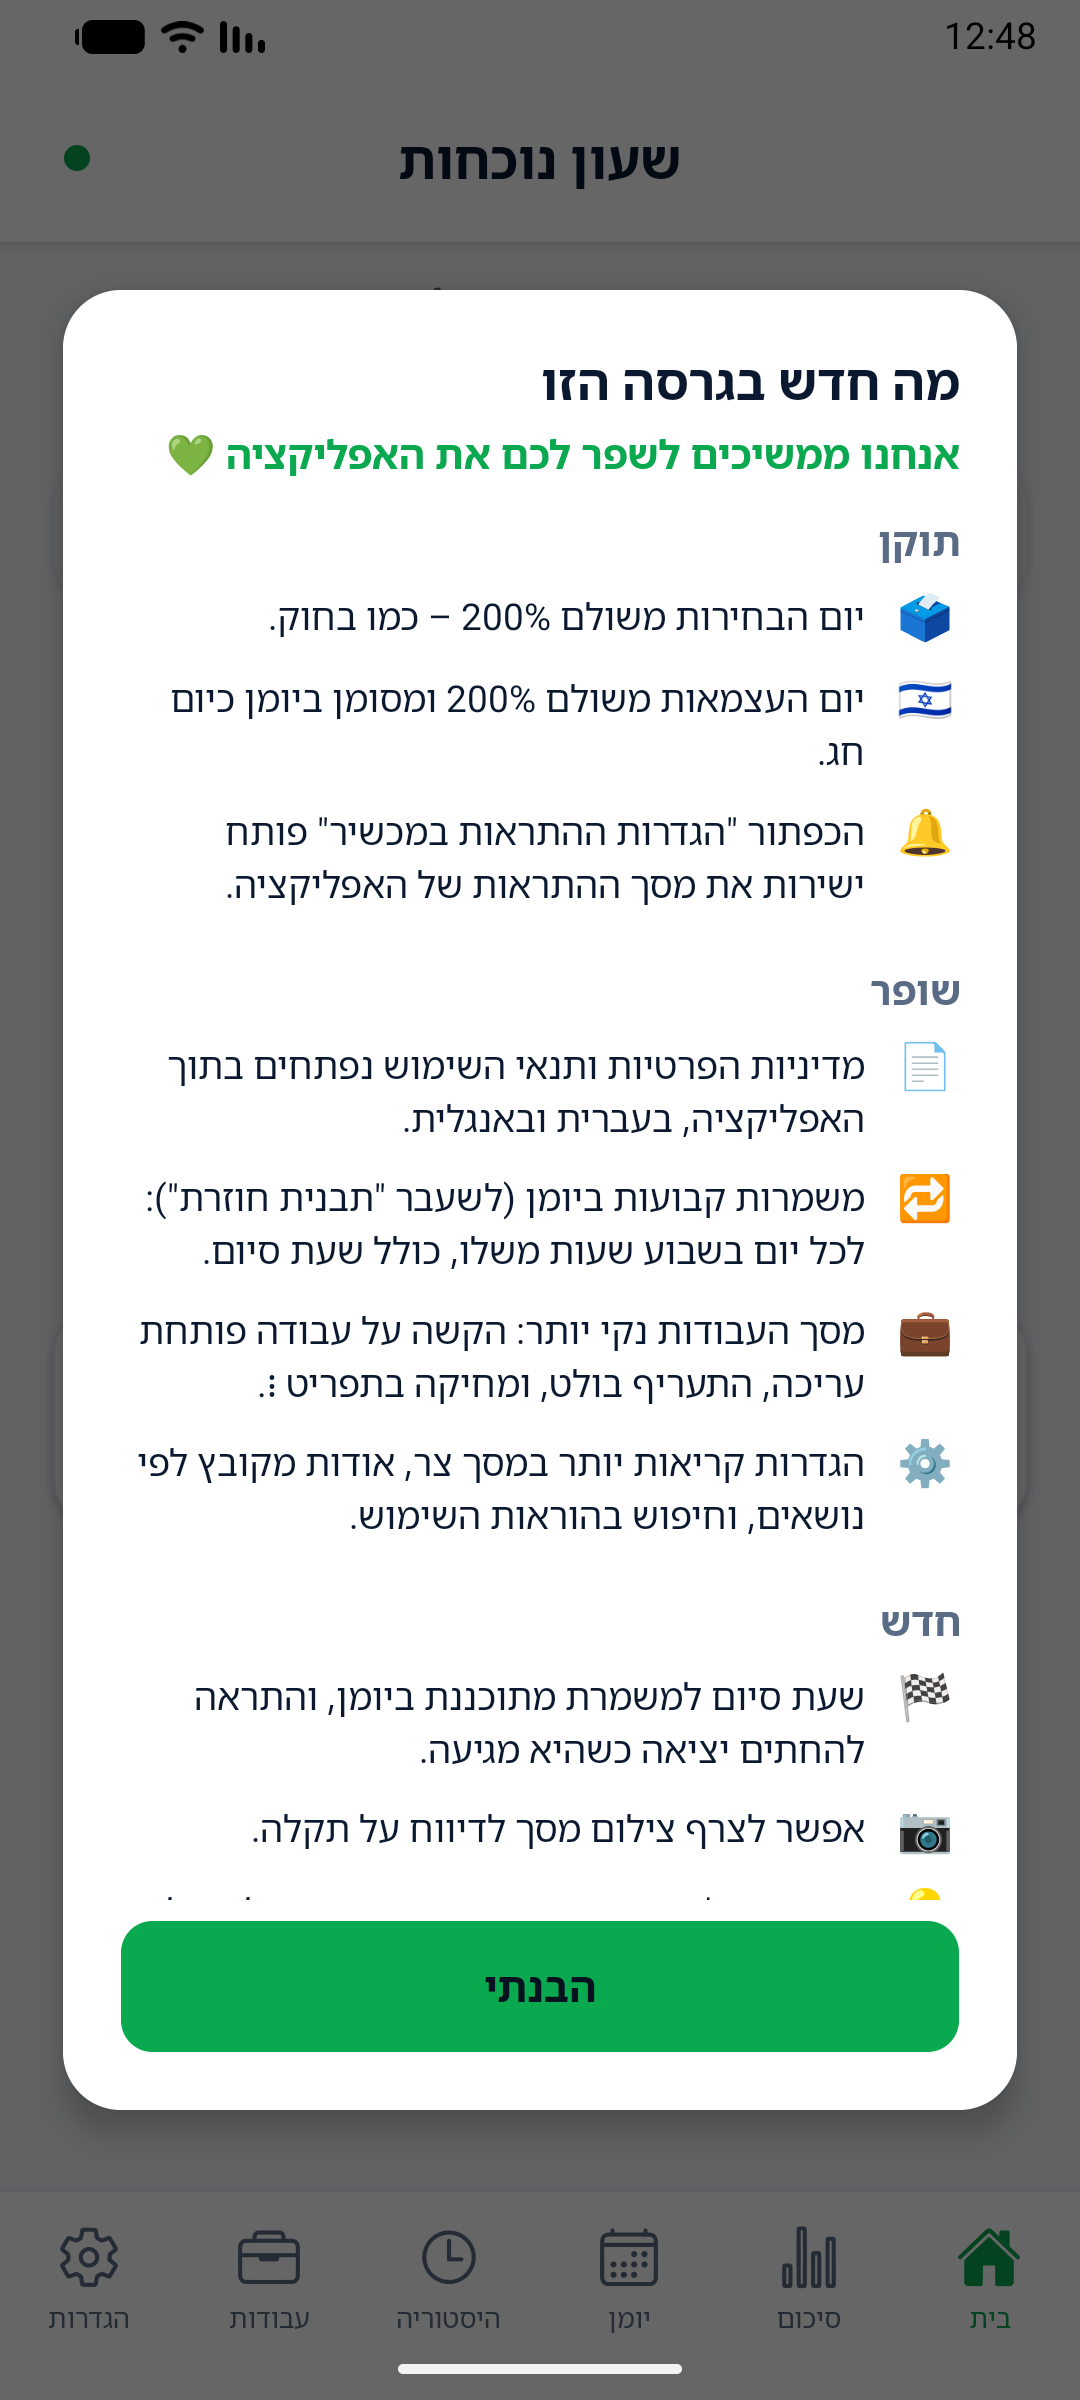 12:48
שעון נוכחות
מה חדש בגרסה הזו
אנחנו ממשיכים לשפר לכם את האפליקציה 💚
תוקן
יום הבחירות משולם 200% – כמו בחוק.
יום העצמאות משולם 200% ומסומן ביומן כיום
חג.
הכפתור "הגדרות ההתראות במכשיר" פותח
ישירות את מסך ההתראות של האפליקציה.
שופר
מדיניות הפרטיות ותנאי השימוש נפתחים בתוך
האפליקציה, בעברית ובאנגלית.
משמרות קבועות ביומן (לשעבר "תבנית חוזרת"):
לכל יום בשבוע שעות משלו, כולל שעת סיום.
מסך העבודות נקי יותר: הקשה על עבודה פותחת
עריכה, התעריף בולט, ומחיקה בתפריט ⋮.
הגדרות קריאות יותר במסך צר, אודות מקובץ לפי
נושאים, וחיפוש בהוראות השימוש.
חדש
שעת סיום למשמרת מתוכננת ביומן, והתראה
להחתים יציאה כשהיא מגיעה.
אפשר לצרף צילום מסך לדיווח על תקלה.
הבנתי
בית
סיכום
יומן
היסטוריה
עבודות
הגדרות